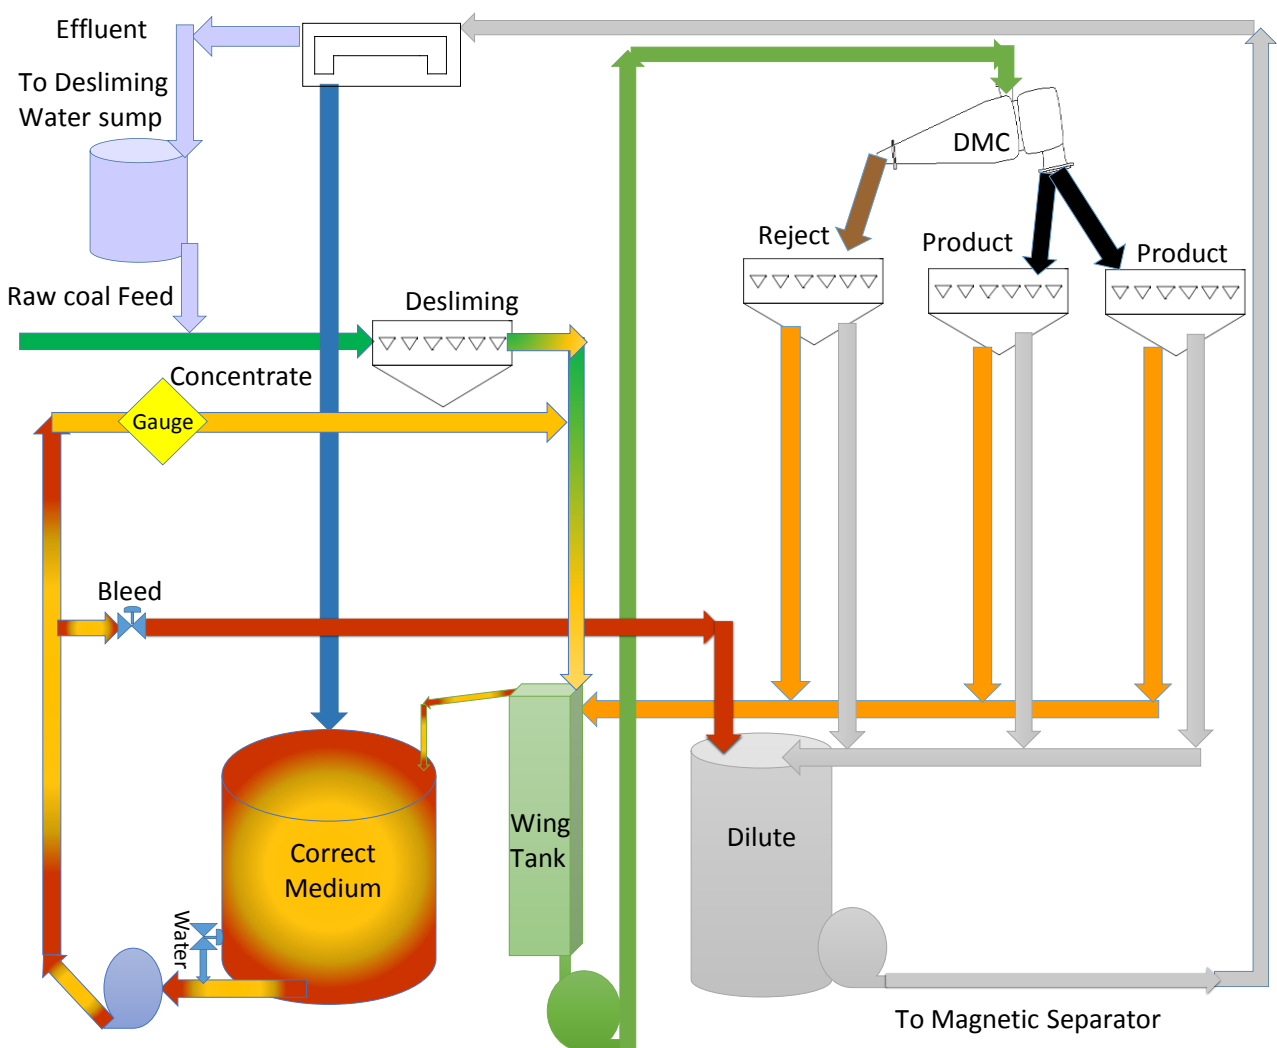 Effluent
To Desliming
Water sump
DMC
Reject
Product
Product
Raw coal Feed
Desliming
Concentrate
Gauge
Bleed
Wing
Tank
Dilute
Correct
Medium
Water
To Magnetic Separator